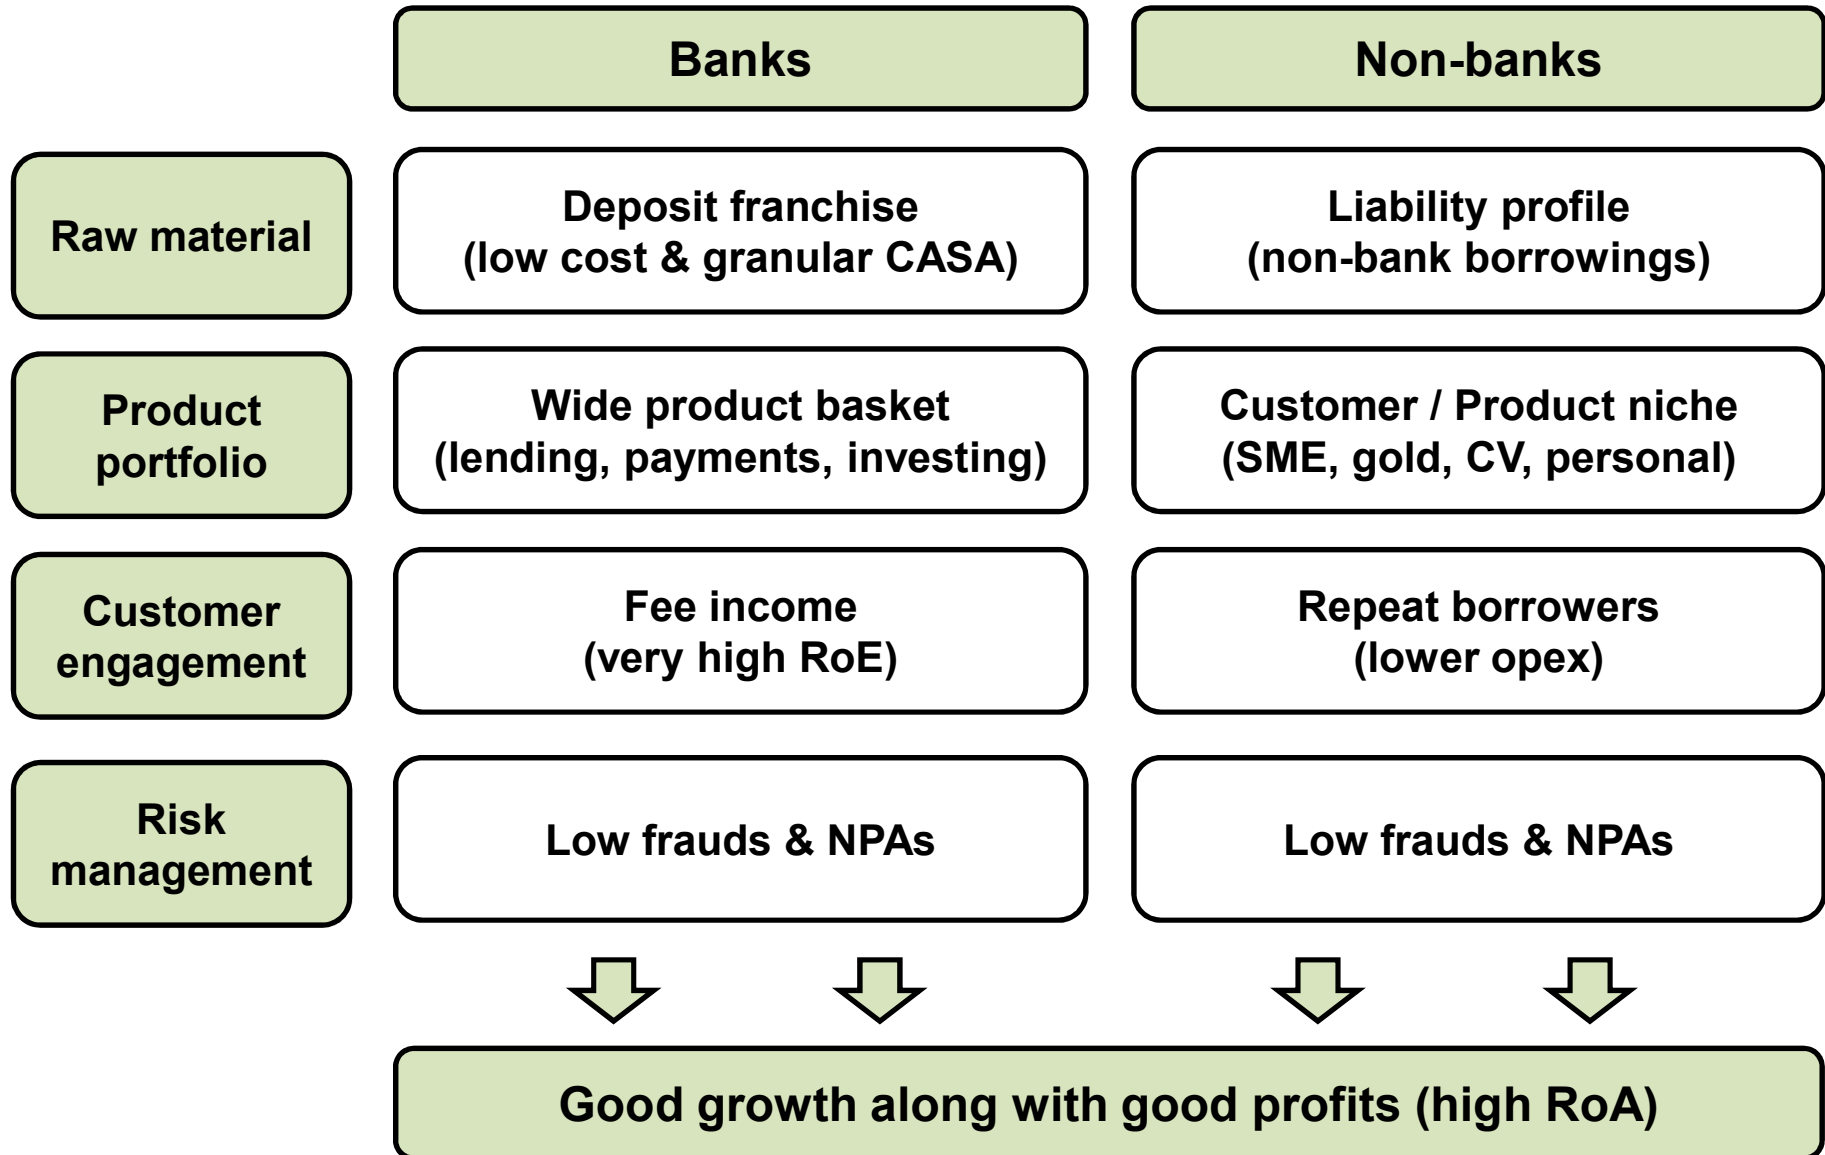 Banks
Non-banks
Raw material
Deposit franchise
(low cost & granular CASA)
Liability profile
(non-bank borrowings)
Product
portfolio
Wide product basket
(lending, payments, investing)
Customer / Product niche
(SME, gold, CV, personal)
Customer
engagement
Fee income
(very high RoE)
Repeat borrowers
(lower opex)
Risk
management
Low frauds & NPAs
Low frauds & NPAs
Good growth along with good profits (high RoA)